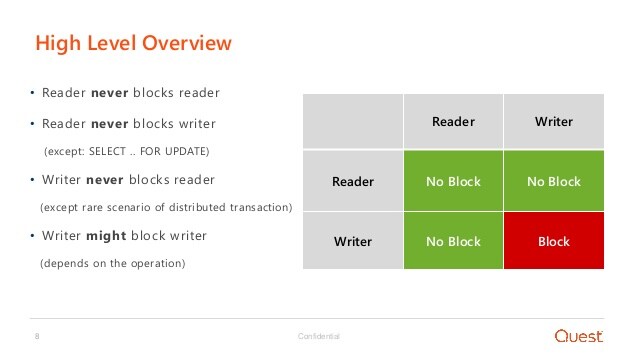 High Level Overview
• Reader never blocks reader
• Reader never blocks writer
(except: SELECT .. FOR UPDATE)
• Writer never blocks reader
(except rare scenario of distributed transaction)
• Writer might block writer
(depends on the operation)
Reader Writer
Reader No Block No Block
Writer No Block Block
8 Confidential Quest